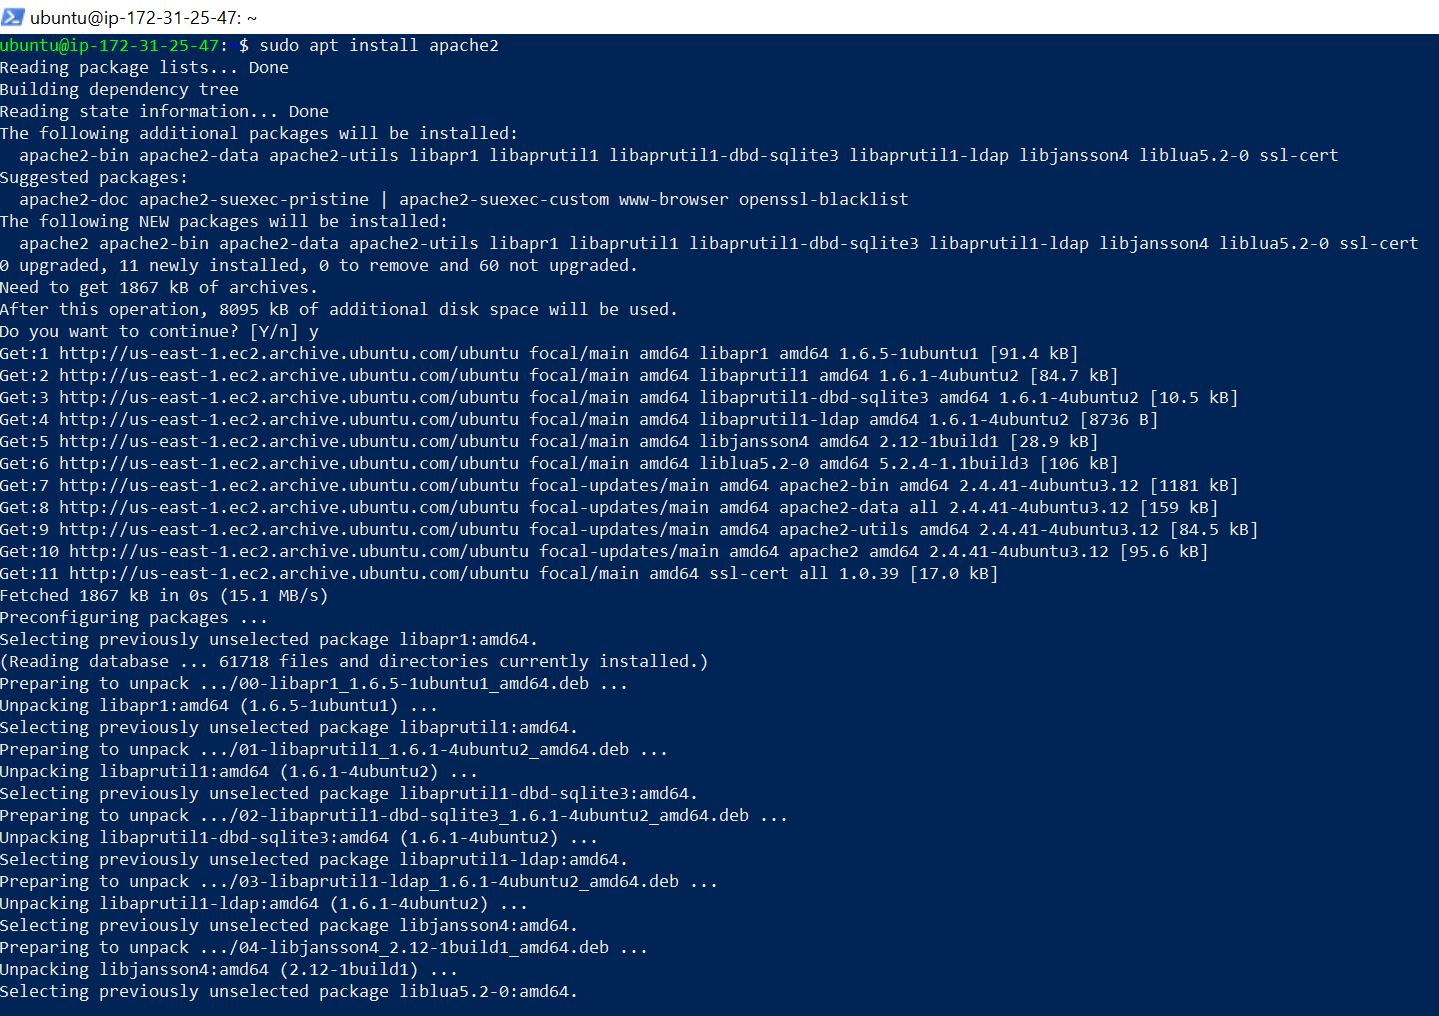 ubuntu@ip-172-31-25-47: ~
ubuntu@ip-172-31-25-47:~$ sudo apt install apache2
Reading package lists... Done
Building dependency tree
Reading state information... Done
The following additional packages will be installed:
  apache2-bin apache2-data apache2-utils libapr1 libaprutil1 libaprutil1-dbd-sqlite3 libaprutil1-ldap libjansson4 liblua5.2-0 ssl-cert
Suggested packages:
  apache2-doc apache2-suexec-pristine | apache2-suexec-custom www-browser openssl-blacklist
The following NEW packages will be installed:
  apache2 apache2-bin apache2-data apache2-utils libapr1 libaprutil1 libaprutil1-dbd-sqlite3 libaprutil1-ldap libjansson4 liblua5.2-0 ssl-cert
0 upgraded, 11 newly installed, 0 to remove and 60 not upgraded.
Need to get 1867 kB of archives.
After this operation, 8095 kB of additional disk space will be used.
Do you want to continue? [Y/n] y
Get:1 http://us-east-1.ec2.archive.ubuntu.com/ubuntu focal/main amd64 libapr1 amd64 1.6.5-1ubuntu1 [91.4 kB]
Get:2 http://us-east-1.ec2.archive.ubuntu.com/ubuntu focal/main amd64 libaprutil1 amd64 1.6.1-4ubuntu2 [84.7 kB]
Get:3 http://us-east-1.ec2.archive.ubuntu.com/ubuntu focal/main amd64 libaprutil1-dbd-sqlite3 amd64 1.6.1-4ubuntu2 [10.5 kB]
Get:4 http://us-east-1.ec2.archive.ubuntu.com/ubuntu focal/main amd64 libaprutil1-ldap amd64 1.6.1-4ubuntu2 [8736 B]
Get:5 http://us-east-1.ec2.archive.ubuntu.com/ubuntu focal/main amd64 libjansson4 amd64 2.12-1build1 [28.9 kB]
Get:6 http://us-east-1.ec2.archive.ubuntu.com/ubuntu focal/main amd64 liblua5.2-0 amd64 5.2.4-1.1build3 [106 kB]
Get:7 http://us-east-1.ec2.archive.ubuntu.com/ubuntu focal-updates/main amd64 apache2-bin amd64 2.4.41-4ubuntu3.12 [1181 kB]
Get:8 http://us-east-1.ec2.archive.ubuntu.com/ubuntu focal-updates/main amd64 apache2-data all 2.4.41-4ubuntu3.12 [159 kB]
Get:9 http://us-east-1.ec2.archive.ubuntu.com/ubuntu focal-updates/main amd64 apache2-utils amd64 2.4.41-4ubuntu3.12 [84.5 kB]
Get:10 http://us-east-1.ec2.archive.ubuntu.com/ubuntu focal-updates/main amd64 apache2 amd64 2.4.41-4ubuntu3.12 [95.6 kB]
Get:11 http://us-east-1.ec2.archive.ubuntu.com/ubuntu focal/main amd64 ssl-cert all 1.0.39 [17.0 kB]
Fetched 1867 kB in 0s (15.1 MB/s)
Preconfiguring packages ...
Selecting previously unselected package libapr1:amd64.
(Reading database ... 61718 files and directories currently installed.)
Preparing to unpack .../00-libapr1_1.6.5-1ubuntu1_amd64.deb ...
Unpacking libapr1:amd64 (1.6.5-1ubuntu1) ...
Selecting previously unselected package libaprutil1:amd64.
Preparing to unpack .../01-libaprutil1_1.6.1-4ubuntu2_amd64.deb ...
Unpacking libaprutil1:amd64 (1.6.1-4ubuntu2) ...
Selecting previously unselected package libaprutil1-dbd-sqlite3:amd64.
Preparing to unpack .../02-libaprutil1-dbd-sqlite3_1.6.1-4ubuntu2_amd64.deb ...
Unpacking libaprutil1-dbd-sqlite3:amd64 (1.6.1-4ubuntu2) ...
Selecting previously unselected package libaprutil1-ldap:amd64.
Preparing to unpack .../03-libaprutil1-ldap_1.6.1-4ubuntu2_amd64.deb ...
Unpacking libaprutil1-ldap:amd64 (1.6.1-4ubuntu2) ...
Selecting previously unselected package libjansson4:amd64.
Preparing to unpack .../04-libjansson4_2.12-1build1_amd64.deb ...
Unpacking libjansson4:amd64 (2.12-1build1) ...
Selecting previously unselected package liblua5.2-0:amd64.